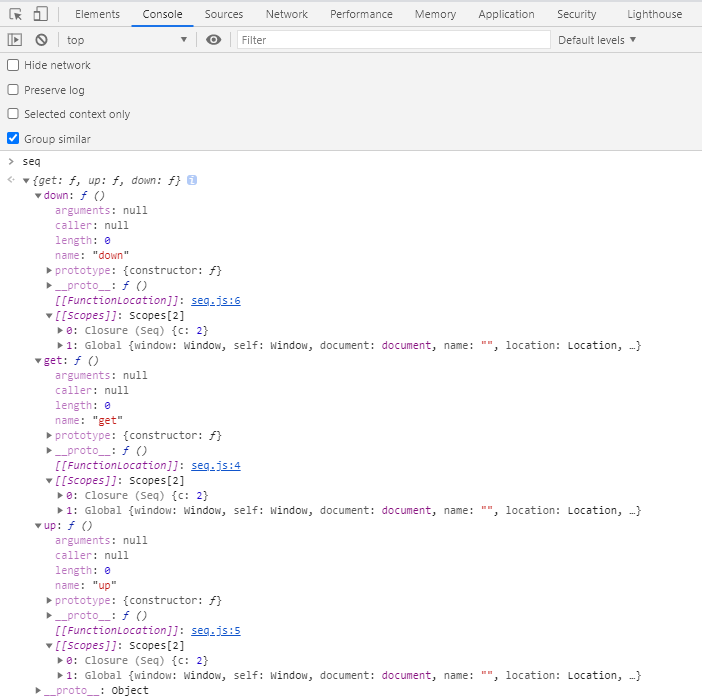 Elements Console Sources Network Performance Memory Application Security Lighthouse
top Filter Default levels
Hide network
Preserve log
Selected context only
Group similar
seq
{get: ƒ, up: ƒ, down: ƒ} i
down: ƒ ()
arguments: null
caller: null
length: 0
name: "down"
prototype: {constructor: ƒ}
__proto__: ƒ ()
[[FunctionLocation]]: seq.js:6
[[Scopes]]: Scopes[2]
0: Closure (Seq) {c: 2}
1: Global {window: Window, self: Window, document: document, name: "", location: Location, …}
get: ƒ ()
arguments: null
caller: null
length: 0
name: "get"
prototype: {constructor: ƒ}
__proto__: ƒ ()
[[FunctionLocation]]: seq.js:4
[[Scopes]]: Scopes[2]
0: Closure (Seq) {c: 2}
1: Global {window: Window, self: Window, document: document, name: "", location: Location, …}
up: ƒ ()
arguments: null
caller: null
length: 0
name: "up"
prototype: {constructor: ƒ}
__proto__: ƒ ()
[[FunctionLocation]]: seq.js:5
[[Scopes]]: Scopes[2]
0: Closure (Seq) {c: 2}
1: Global {window: Window, self: Window, document: document, name: "", location: Location, …}
__proto__: Object